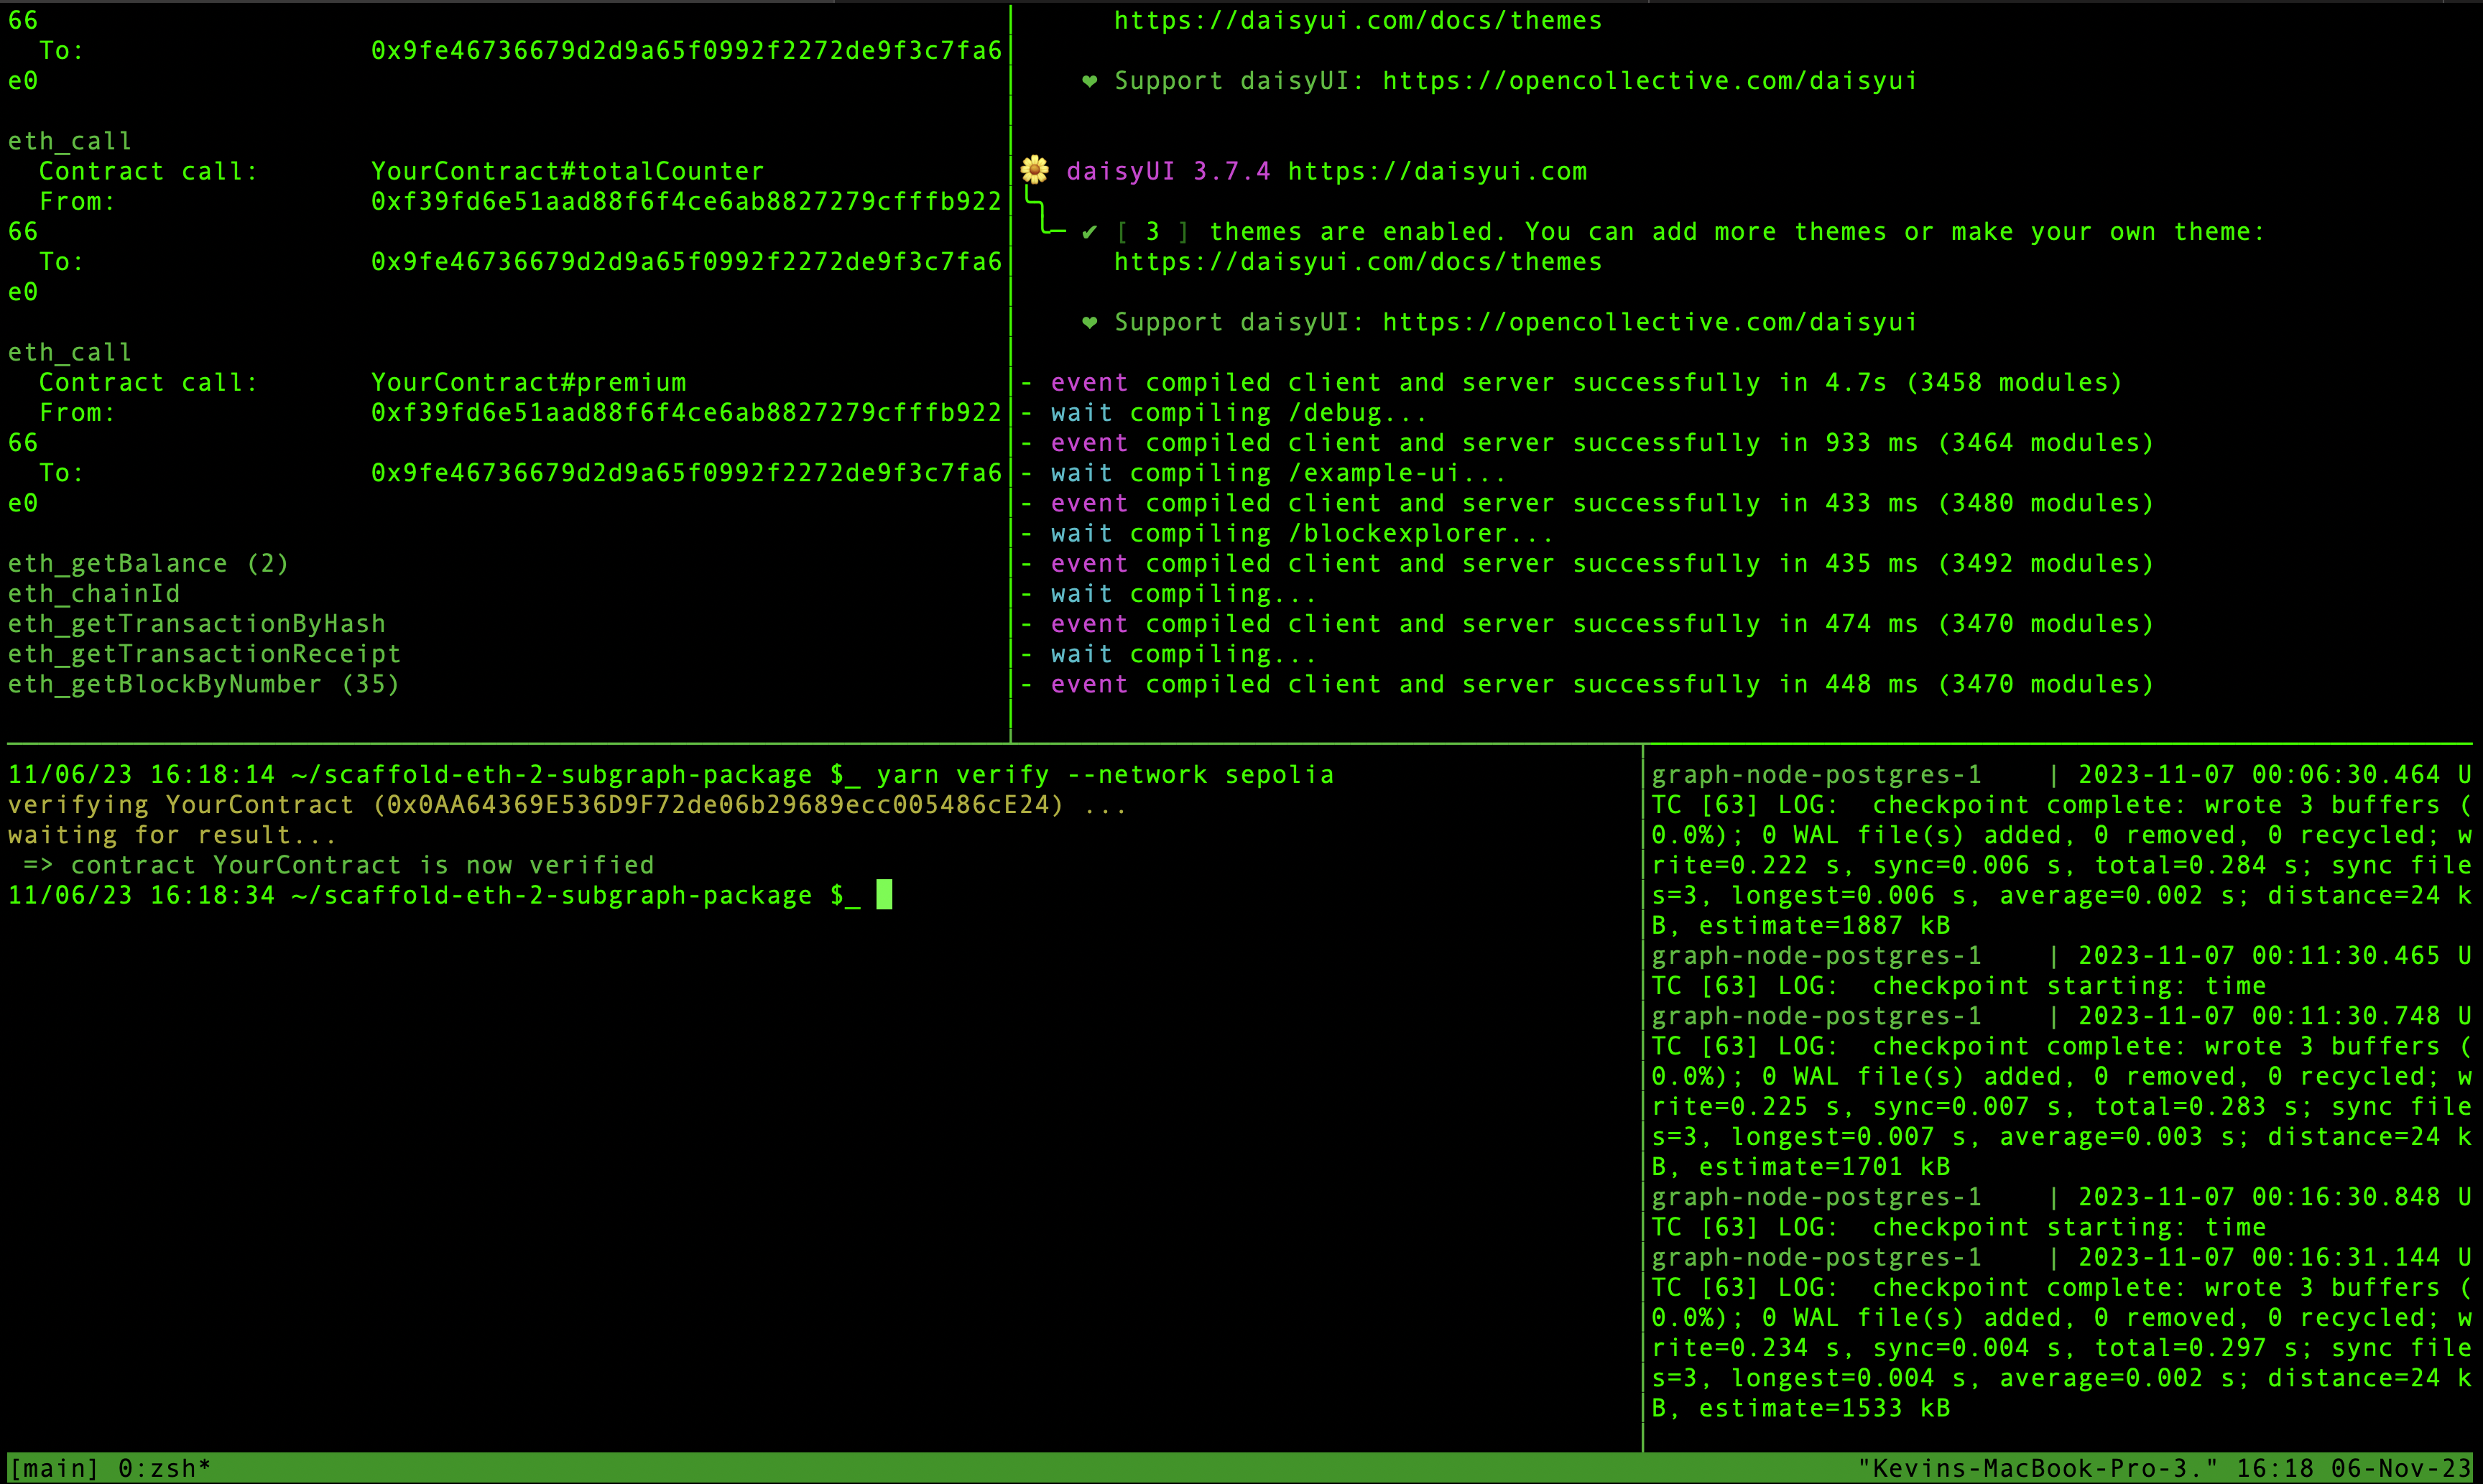 66
  To:                  0x9fe46736679d2d9a65f0992f2272de9f3c7fa6
e0

eth_call
  Contract call:       YourContract#totalCounter
  From:                0xf39fd6e51aad88f6f4ce6ab8827279cfffb922
66
  To:                  0x9fe46736679d2d9a65f0992f2272de9f3c7fa6
e0

eth_call
  Contract call:       YourContract#premium
  From:                0xf39fd6e51aad88f6f4ce6ab8827279cfffb922
66
  To:                  0x9fe46736679d2d9a65f0992f2272de9f3c7fa6
e0

eth_getBalance (2)
eth_chainId
eth_getTransactionByHash
eth_getTransactionReceipt
eth_getBlockByNumber (35)
https://daisyui.com/docs/themes

❤ Support daisyUI: https://opencollective.com/daisyui

🌼 daisyUI 3.7.4 https://daisyui.com

✔ [ 3 ] themes are enabled. You can add more themes or make your own theme:
https://daisyui.com/docs/themes

❤ Support daisyUI: https://opencollective.com/daisyui

- event compiled client and server successfully in 4.7s (3458 modules)
- wait compiling /debug...
- event compiled client and server successfully in 933 ms (3464 modules)
- wait compiling /example-ui...
- event compiled client and server successfully in 433 ms (3480 modules)
- wait compiling /blockexplorer...
- event compiled client and server successfully in 435 ms (3492 modules)
- wait compiling...
- event compiled client and server successfully in 474 ms (3470 modules)
- wait compiling...
- event compiled client and server successfully in 448 ms (3470 modules)
11/06/23 16:18:14 ~/scaffold-eth-2-subgraph-package $_ yarn verify --network sepolia
verifying YourContract (0x0AA64369E536D9F72de06b29689ecc005486cE24) ...
waiting for result...
 => contract YourContract is now verified
11/06/23 16:18:34 ~/scaffold-eth-2-subgraph-package $_
graph-node-postgres-1    | 2023-11-07 00:06:30.464 U
TC [63] LOG:  checkpoint complete: wrote 3 buffers (
0.0%); 0 WAL file(s) added, 0 removed, 0 recycled; w
rite=0.222 s, sync=0.006 s, total=0.284 s; sync file
s=3, longest=0.006 s, average=0.002 s; distance=24 k
B, estimate=1887 kB
graph-node-postgres-1    | 2023-11-07 00:11:30.465 U
TC [63] LOG:  checkpoint starting: time
graph-node-postgres-1    | 2023-11-07 00:11:30.748 U
TC [63] LOG:  checkpoint complete: wrote 3 buffers (
0.0%); 0 WAL file(s) added, 0 removed, 0 recycled; w
rite=0.225 s, sync=0.007 s, total=0.283 s; sync file
s=3, longest=0.007 s, average=0.003 s; distance=24 k
B, estimate=1701 kB
graph-node-postgres-1    | 2023-11-07 00:16:30.848 U
TC [63] LOG:  checkpoint starting: time
graph-node-postgres-1    | 2023-11-07 00:16:31.144 U
TC [63] LOG:  checkpoint complete: wrote 3 buffers (
0.0%); 0 WAL file(s) added, 0 removed, 0 recycled; w
rite=0.234 s, sync=0.004 s, total=0.297 s; sync file
s=3, longest=0.004 s, average=0.002 s; distance=24 k
B, estimate=1533 kB
[main] 0:zsh*    "Kevins-MacBook-Pro-3." 16:18 06-Nov-23